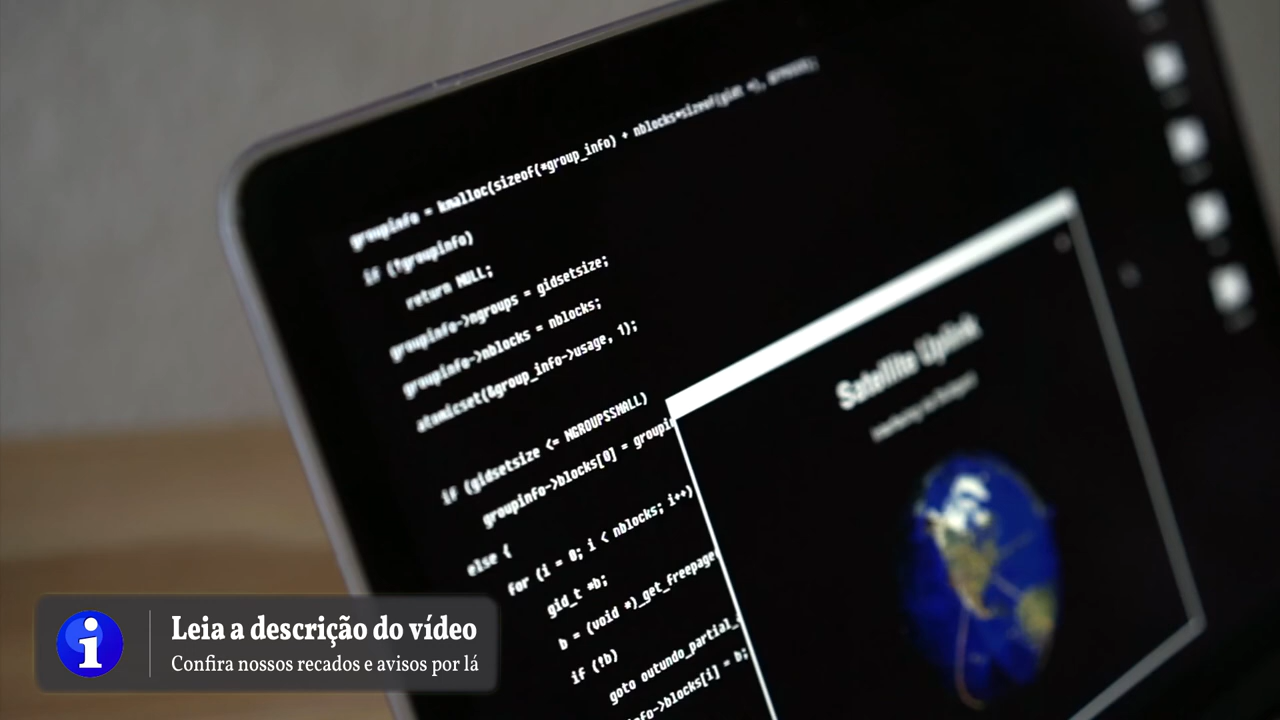 groupinfo = kmalloc(sizeof(*group_info) + nblocks*sizeof(gid_t *),
if (!groupinfo)
return NULL;
groupinfo->ngroups = gidsetsize;
groupinfo->nblocks = nblocks;
atomicset(&group_info->usage, 1);
if (gidsetsize <= NGROUPSSMALL)
groupinfo->blocks[0] = groupin
else {
for (i = 0; i < nblocks; i++)
gid_t *b;
b = (void *)_get_freepage
if (!b)
goto outundo_partial_
->blocks[i] = b;
Satellite Uplink
Leia a descrição do vídeo
Confira nossos recados e avisos por lá